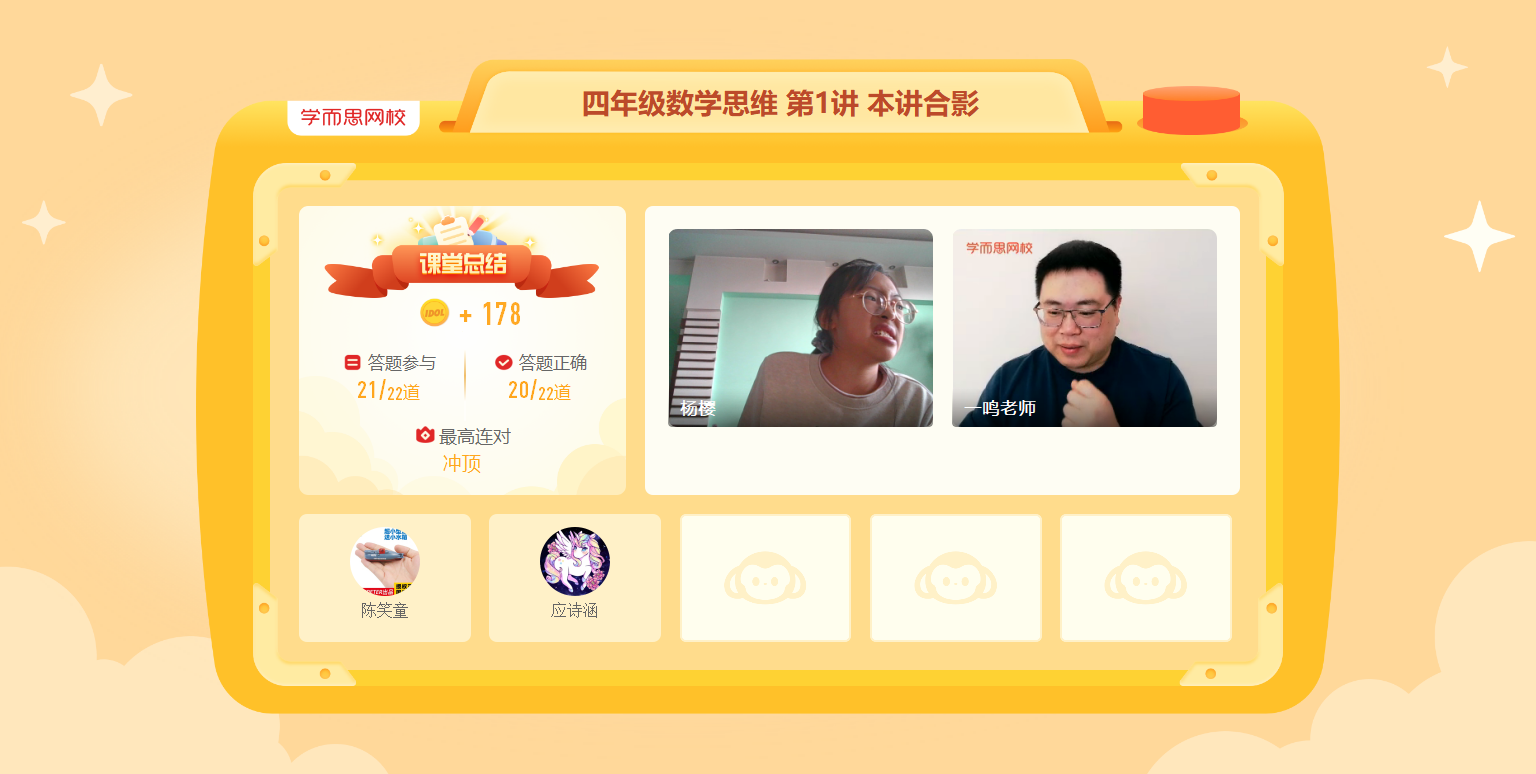 四年级数学思维 第1讲 本讲合影
学而思网校
课堂总结
IDOL + 178
答题参与
21/22道
答题正确
20/22道
最高连对
冲顶
杨樱
学而思网校
一鸣老师
陈笑童
应诗涵